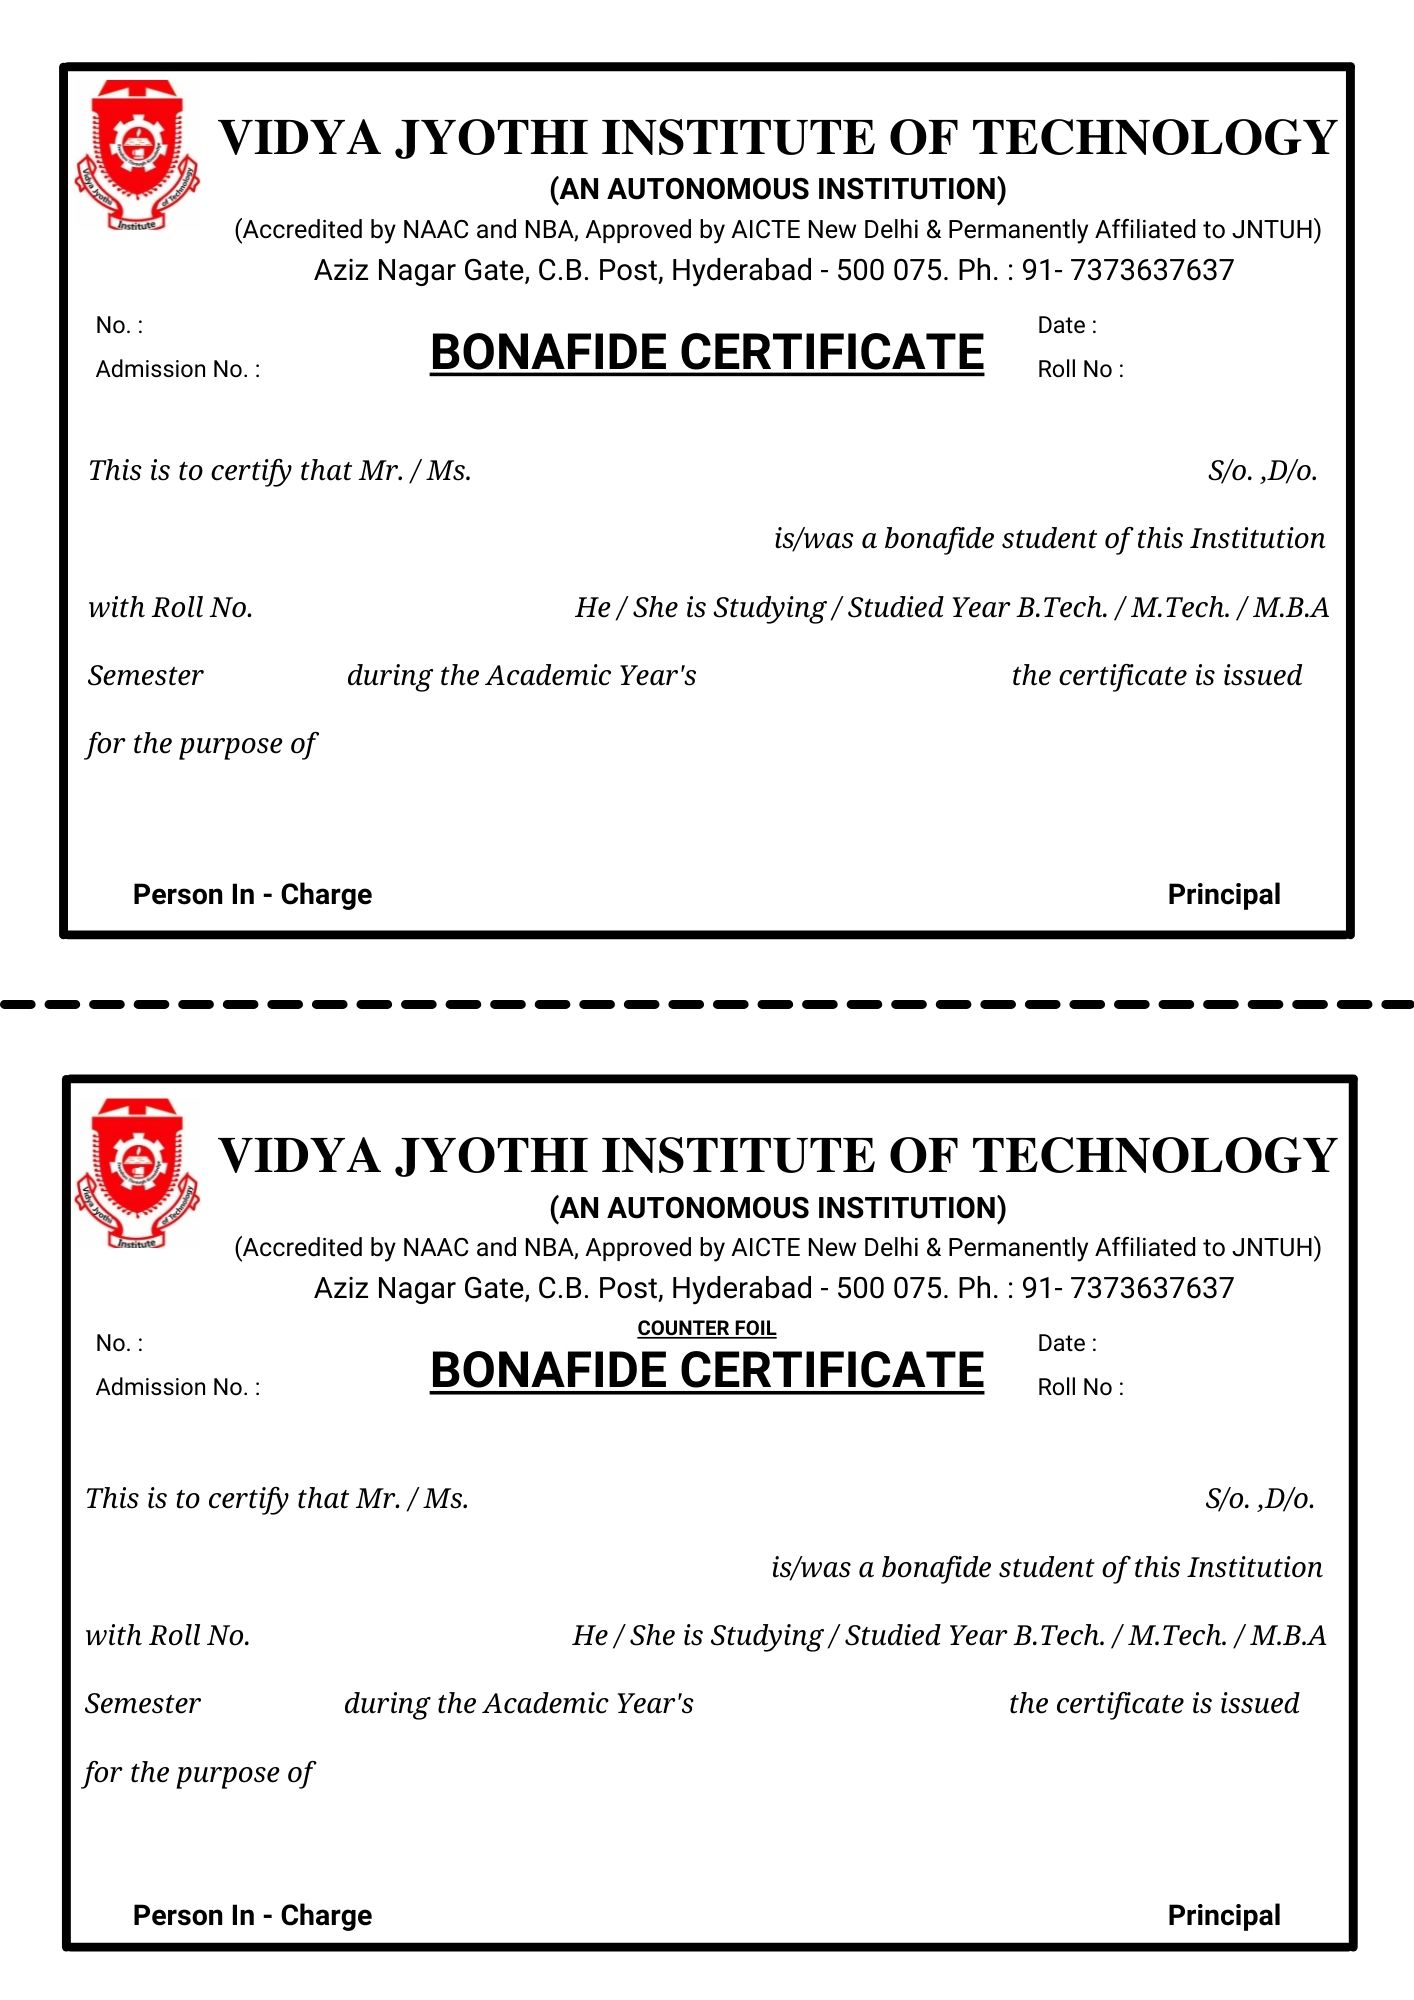 VIDYA JYOTHI INSTITUTE OF TECHNOLOGY
(AN AUTONOMOUS INSTITUTION)
(Accredited by NAAC and NBA, Approved by AICTE New Delhi & Permanently Affiliated to JNTUH)
Aziz Nagar Gate, C.B. Post, Hyderabad - 500 075. Ph. : 91- 7373637637
Vidya Jyothi
Institute
of Technology
No. :
Date :
BONAFIDE CERTIFICATE
Admission No. :
Roll No :
This is to certify that Mr. / Ms. S/o. ,D/o.
is/was a bonafide student of this Institution
with Roll No. He / She is Studying / Studied Year B.Tech. / M.Tech. / M.B.A
Semester during the Academic Year's the certificate is issued
for the purpose of
Person In - Charge Principal
VIDYA JYOTHI INSTITUTE OF TECHNOLOGY
(AN AUTONOMOUS INSTITUTION)
(Accredited by NAAC and NBA, Approved by AICTE New Delhi & Permanently Affiliated to JNTUH)
Aziz Nagar Gate, C.B. Post, Hyderabad - 500 075. Ph. : 91- 7373637637
Vidya Jyothi
Institute
of Technology
COUNTER FOIL
No. :
Date :
BONAFIDE CERTIFICATE
Admission No. :
Roll No :
This is to certify that Mr. / Ms. S/o. ,D/o.
is/was a bonafide student of this Institution
with Roll No. He / She is Studying / Studied Year B.Tech. / M.Tech. / M.B.A
Semester during the Academic Year's the certificate is issued
for the purpose of
Person In - Charge Principal